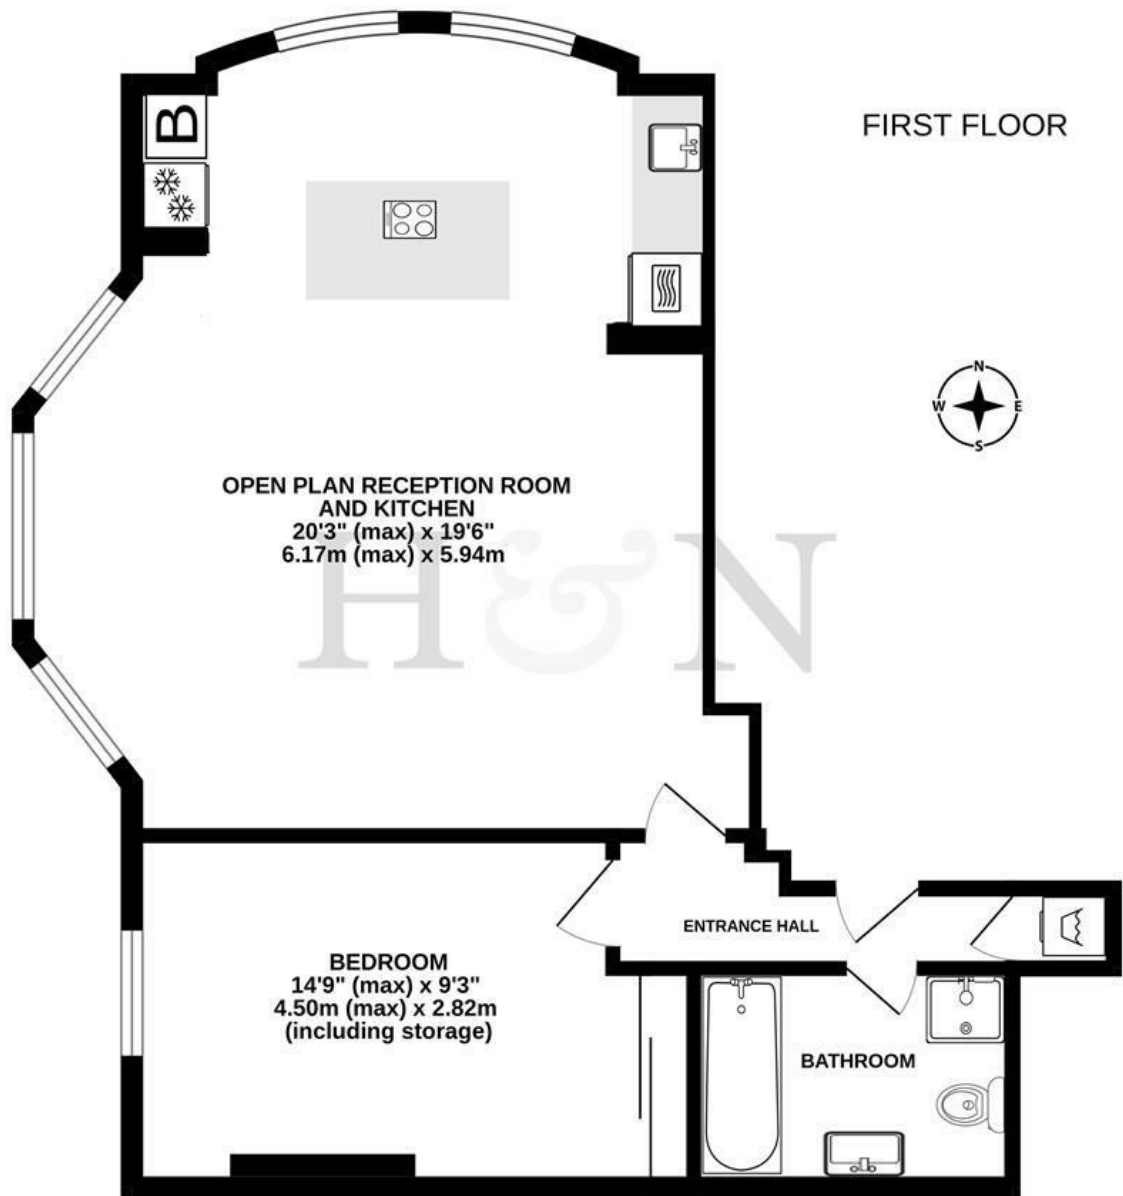 B
FIRST FLOOR
N
W E
S
OPEN PLAN RECEPTION ROOM
AND KITCHEN
20'3" (max) x 19'6"
6.17m (max) x 5.94m
H&N
ENTRANCE HALL
BEDROOM
14'9" (max) x 9'3"
4.50m (max) x 2.82m
(including storage)
BATHROOM